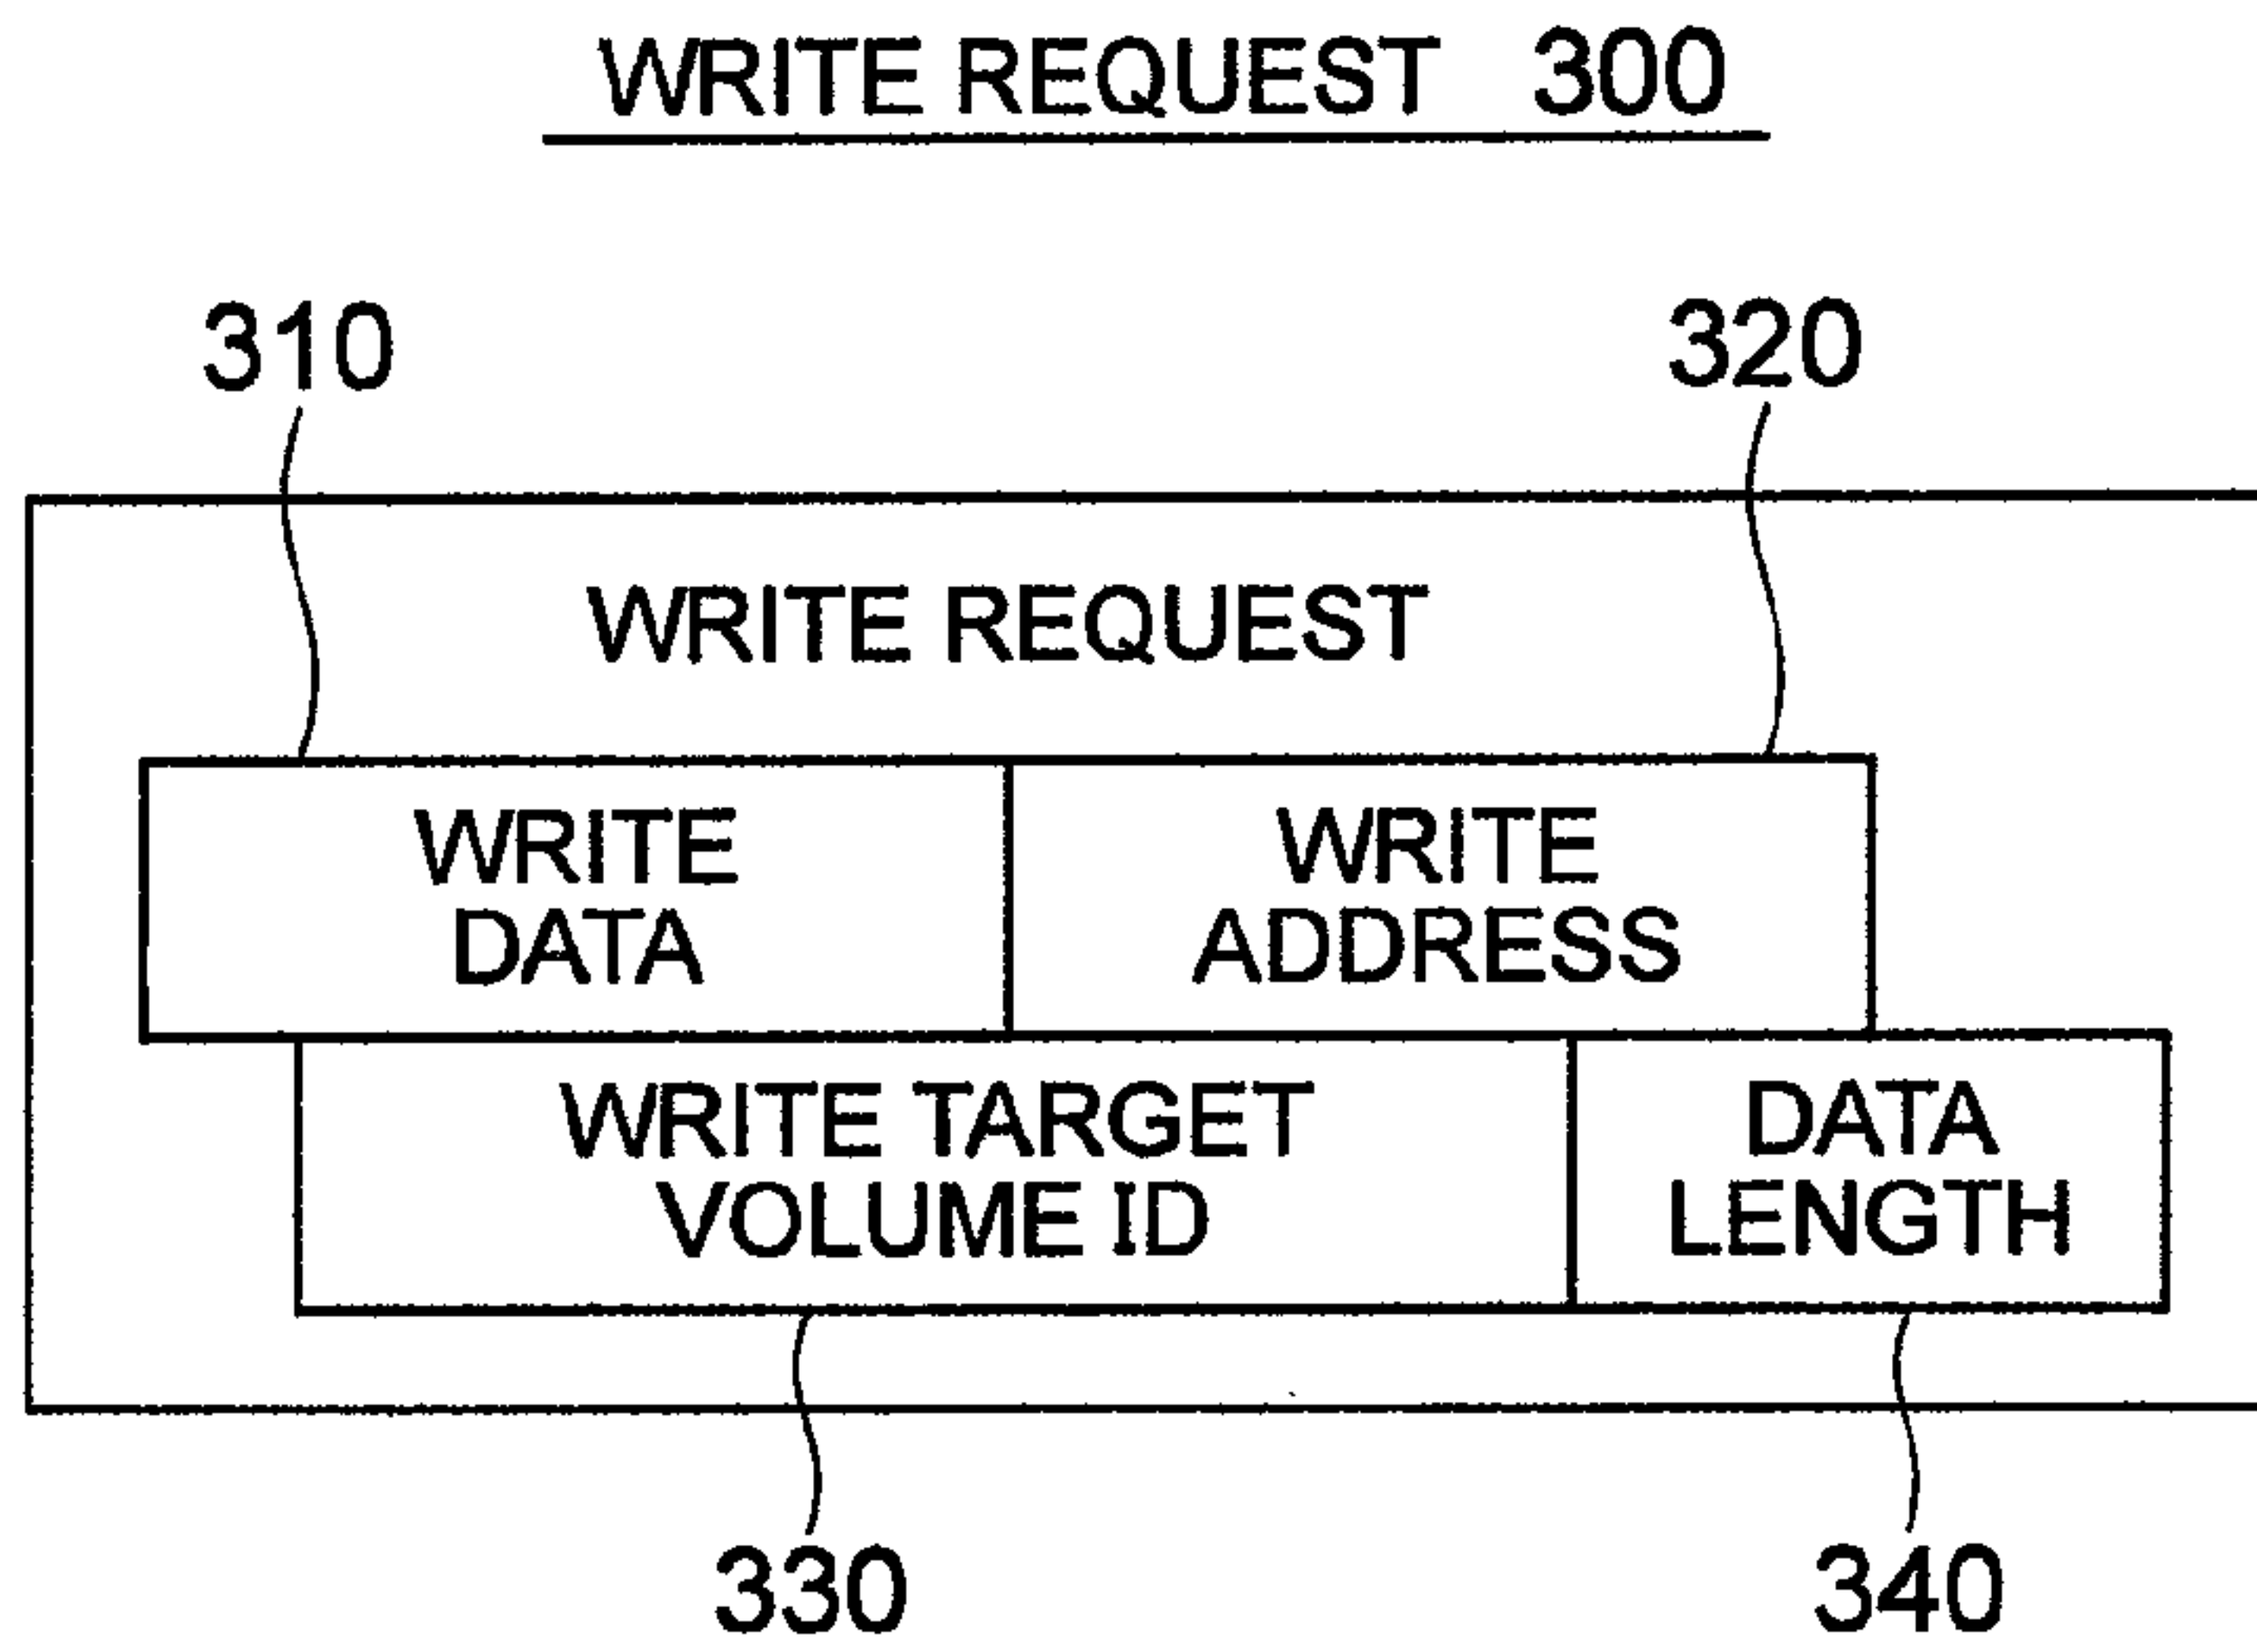 WRITE REQUEST 300
310
320
WRITE REQUEST
WRITE
DATA
WRITE
ADDRESS
WRITE TARGET
VOLUME ID
DATA
LENGTH
330
340